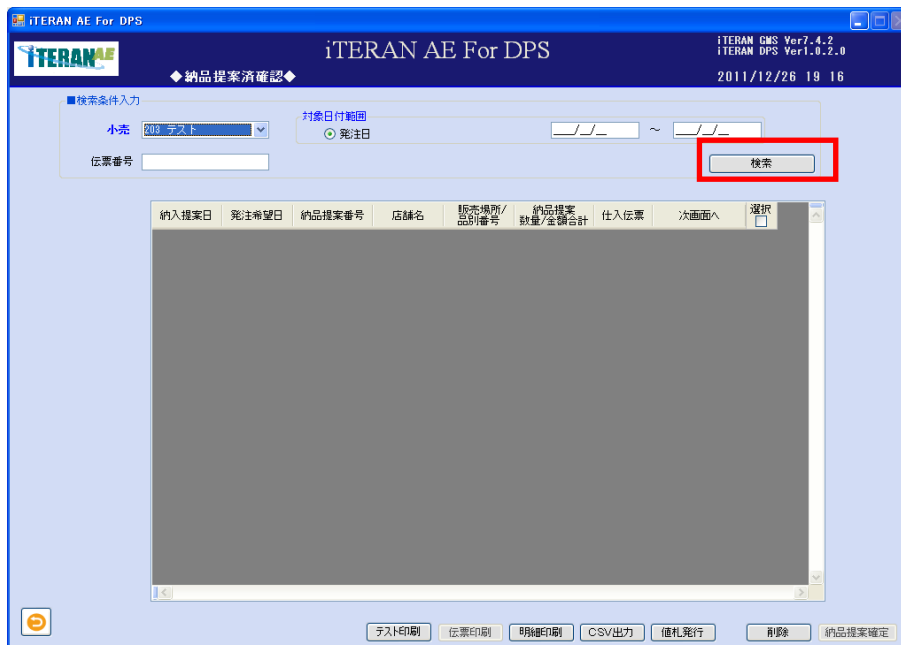 iTERAN AE For DPS
iTERANAE
iTERAN AE For DPS
iTERAN GMS Ver7.4.2
iTERAN DPS Ver1.0.2.0
◆納品提案済確認◆
2011/12/26 19 16
■検索条件入力
小売 203 テスト
対象日付範囲
発注日 __/_/_ ~ __/_/_
伝票番号
検索
納入提案日 発注希望日 納品提案番号 店舗名 販売場所/品別番号 納品提案数量/金額合計 仕入伝票 次画面へ 選択
テスト印刷 伝票印刷 明細印刷 CSV出力 値札発行 削除 納品提案確定